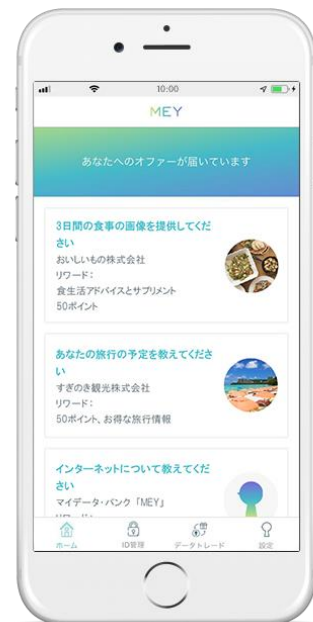 10:00
MEY
あなたへのオファーが届いています
3日間の食事の画像を提供してくだ
さい
おいしいもの株式会社
リワード：
食生活アドバイスとサプリメント
50ポイント
あなたの旅行の予定を教えてくださ
い
すぎのき観光株式会社
リワード：
50ポイント、お得な旅行情報
インターネットについて教えてくだ
さい
マイデータ・バンク「MEY」
ホーム
ID管理
データトレード
設定